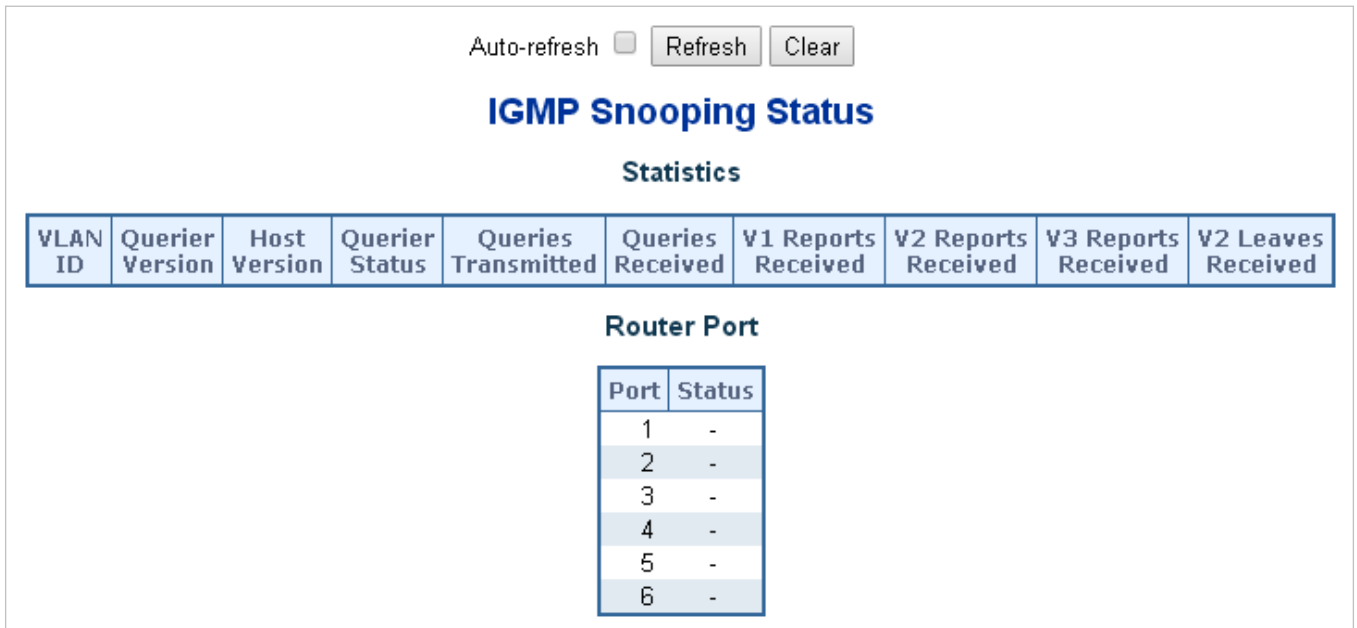 Auto-refresh Refresh Clear
IGMP Snooping Status
Statistics
VLAN ID Querier Version Host Version Querier Status Queries Transmitted Queries Received V1 Reports Received V2 Reports Received V3 Reports Received V2 Leaves Received
Router Port
Port Status
1 -
2 -
3 -
4 -
5 -
6 -